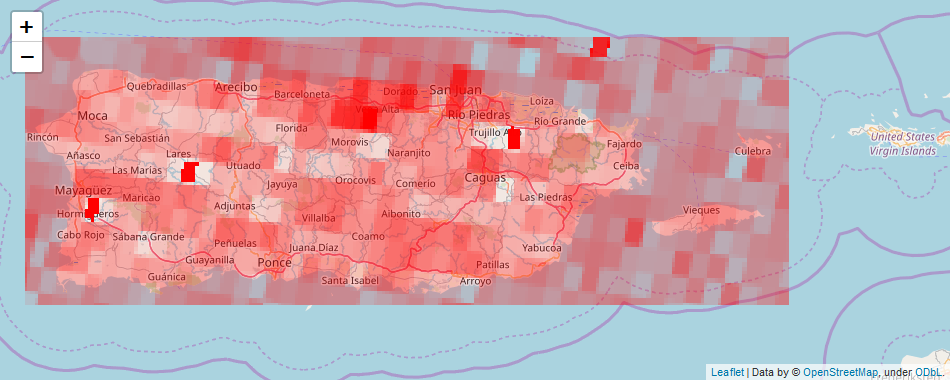 +
−
Quebradillas
Arecibo
Barceloneta
Dorado
San Juan
Moca
Vega Alta
Río Piedras
Loíza
Río Grande
Rincón
San Sebastián
Florida
Morovis
Trujillo Alto
Fajardo
Culebra
United States
Virgin Islands
Añasco
Lares
Naranjito
Las Marías
Utuado
Ceiba
Mayagüez
Maricao
Jayuya
Orocovis
Comerio
Caguas
Las Piedras
Hormigueros
Adjuntas
Villalba
Aibonito
Vieques
Cabo Rojo
Sábana Grande
Peñuelas
Juana Díaz
Coamo
Yabucoa
Guayanilla
Ponce
Patillas
Guánica
Santa Isabel
Arroyo
Leaflet | Data by © OpenStreetMap, under ODbL.